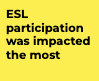 ESL
participation
was impacted
the most